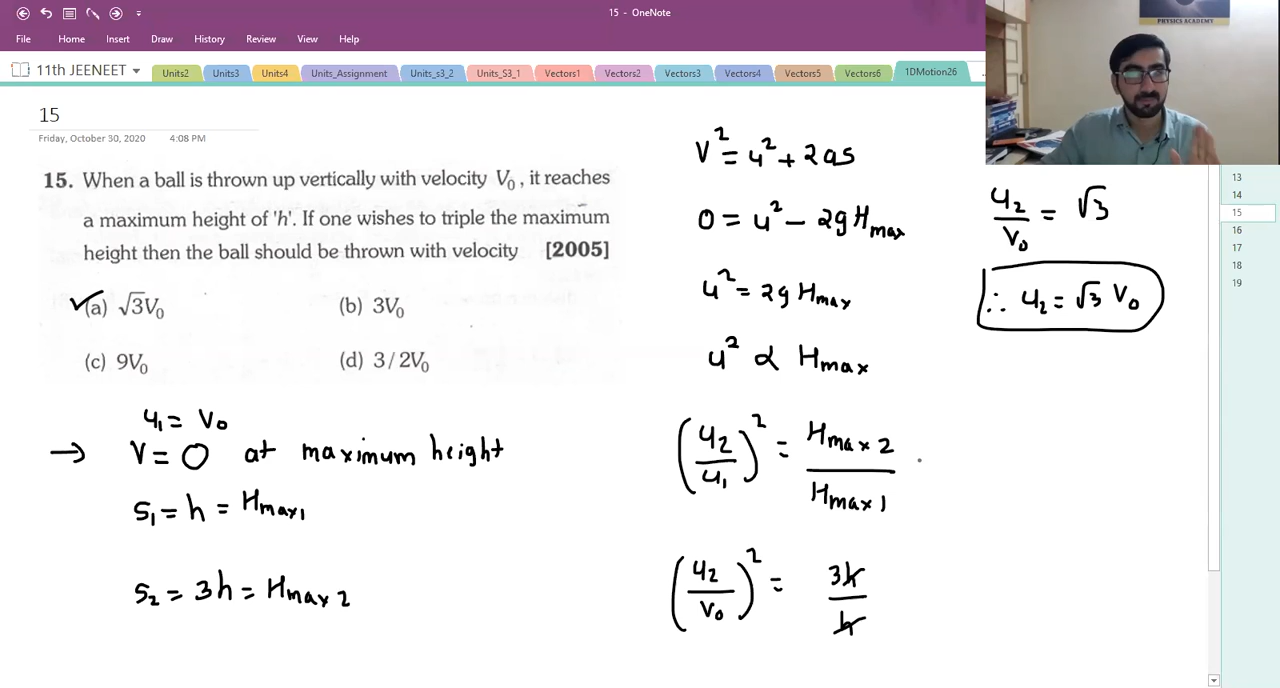 15 - OneNote
PHYSICS ACADEMY
File Home Insert Draw History Review View Help
11th JEENEET Units2 Units3 Units4 Units_Assignment Units_s3_2 Units_S3_1 Vectors1 Vectors2 Vectors3 Vectors4 Vectors5 Vectors6 1DMotion26 ...
15
Friday, October 30, 2020 4:08 PM
15. When a ball is thrown up vertically with velocity V₀, it reaches
a maximum height of 'h'. If one wishes to triple the maximum
height then the ball should be thrown with velocity [2005]
(a) √3V₀ (b) 3V₀
(c) 9V₀ (d) 3/2V₀
u₁ = V₀
→ V = 0 at maximum height
S₁ = h = Hmax1
S₂ = 3h = Hmax2
V² = u² + 2as
0 = u² - 2gHmax
u² = 2gHmax
u² ∝ Hmax
(u₂/u₁)² = Hmax2/Hmax1
(u₂/V₀)² = 3h/h
u₂/V₀ = √3
∴ u₂ = √3 V₀
13
14
15
16
17
18
19